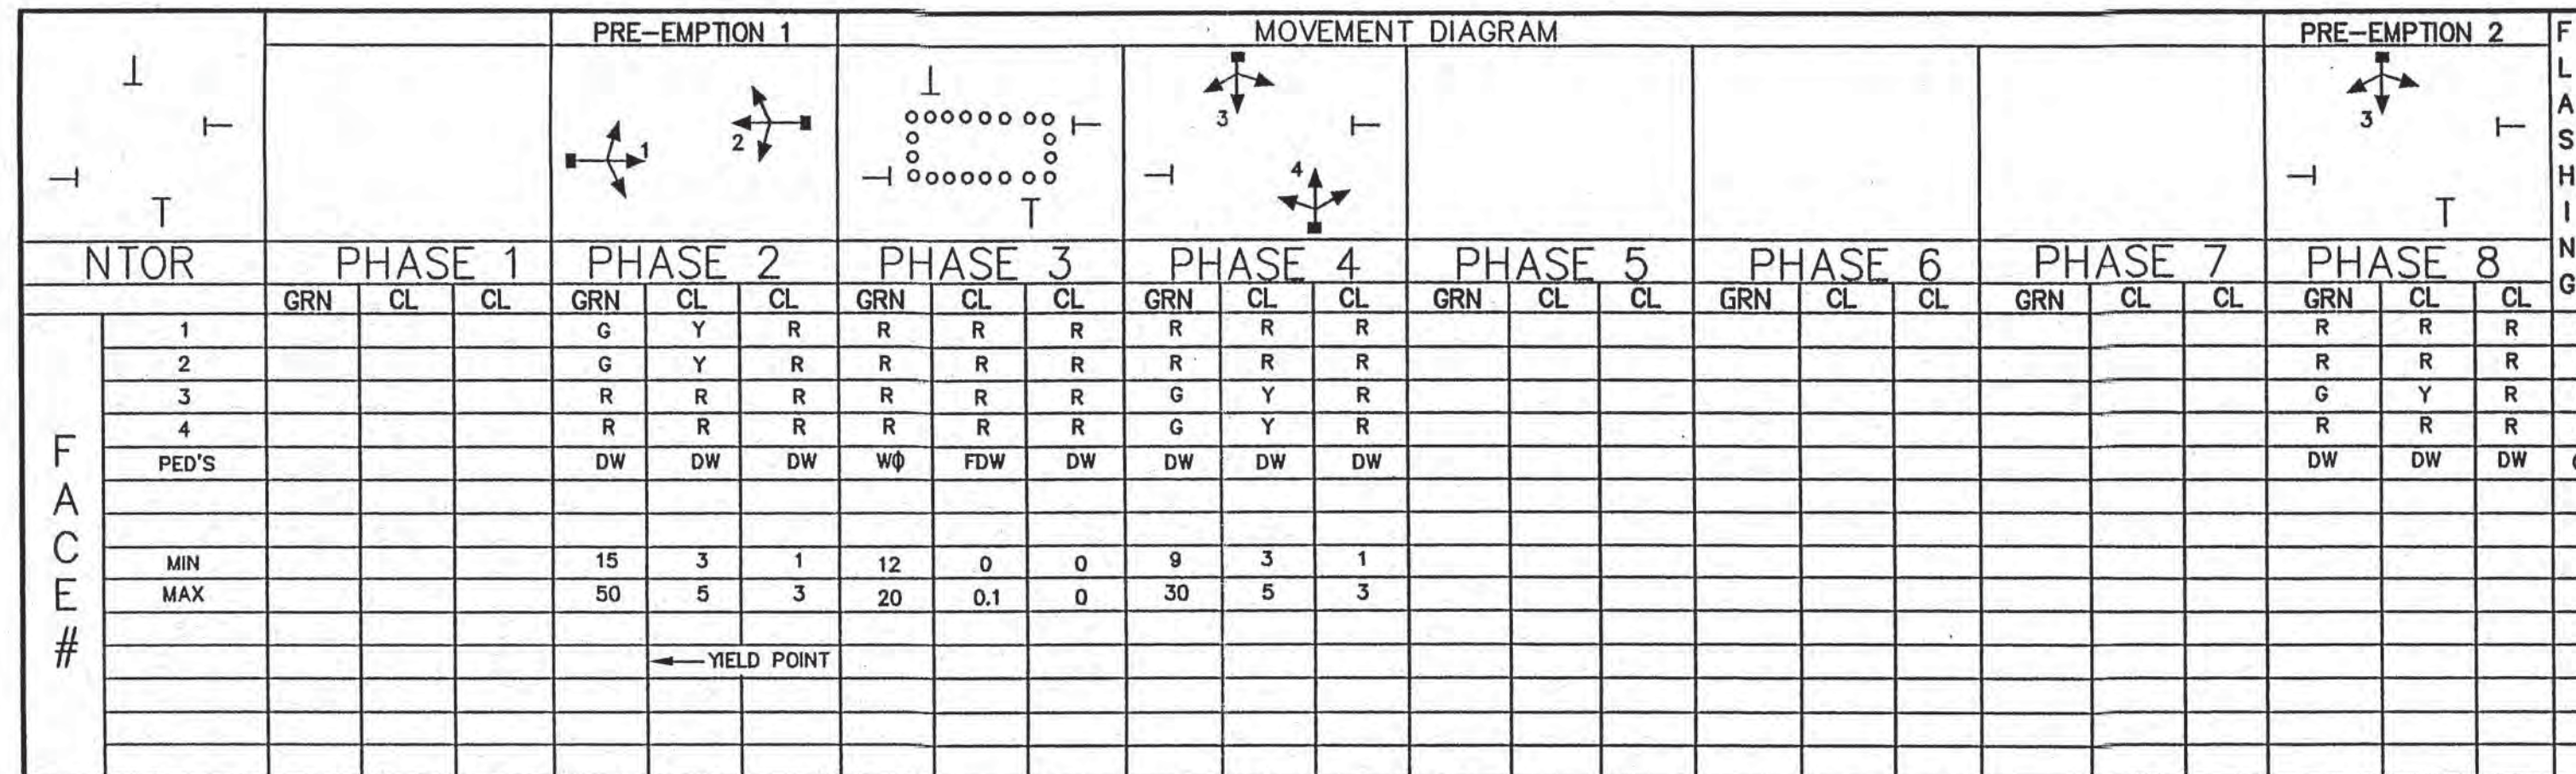 PRE-EMPTION 1 MOVEMENT DIAGRAM PRE-EMPTION 2
1 2 3 4 3
NTOR PHASE 1 PHASE 2 PHASE 3 PHASE 4 PHASE 5 PHASE 6 PHASE 7 PHASE 8
FLASHING
GRN CL CL GRN CL CL GRN CL CL GRN CL CL GRN CL CL GRN CL CL GRN CL CL GRN CL CL
FACE #
1 G Y R R R R R R R R R R
2 G Y R R R R R R R R R R
3 R R R R R R G Y R G Y R
4 R R R R R R G Y R R R R
PED'S DW DW DW WΦ FDW DW DW DW DW DW DW DW
MIN 15 3 1 12 0 0 9 3 1
MAX 50 5 3 20 0.1 0 30 5 3
YIELD POINT